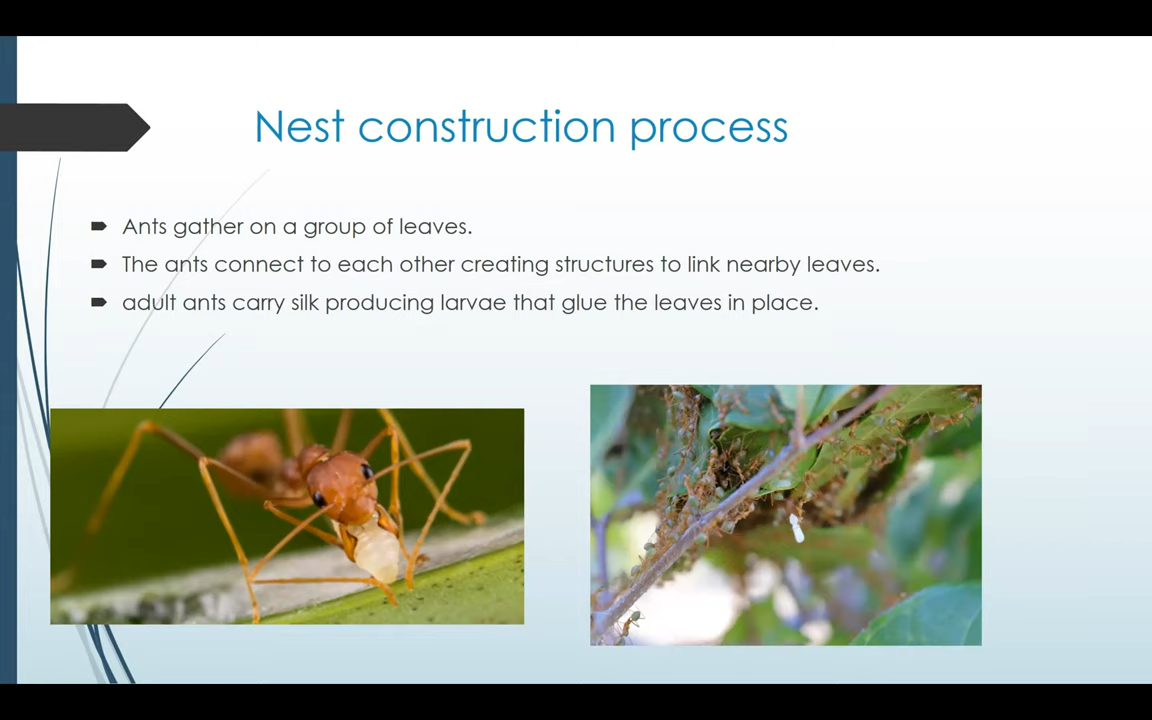 Nest construction process
Ants gather on a group of leaves.
The ants connect to each other creating structures to link nearby leaves.
adult ants carry silk producing larvae that glue the leaves in place.